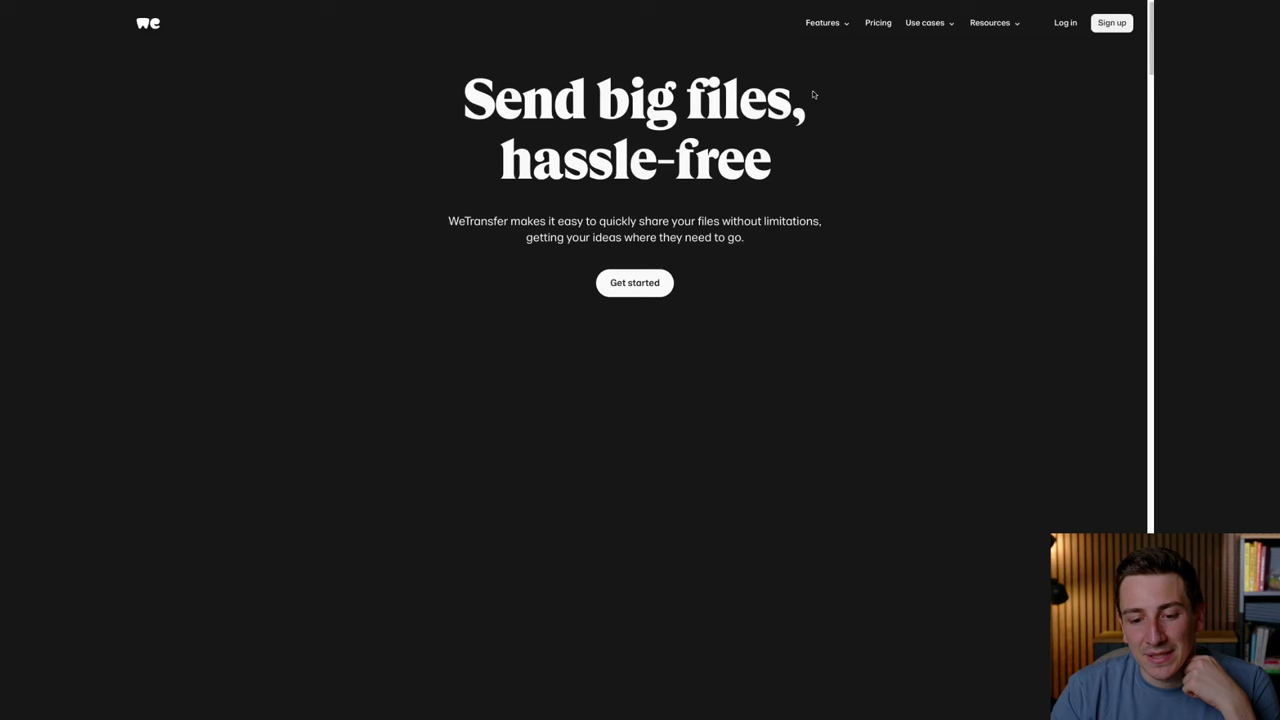 we
Features
Pricing
Use cases
Resources
Log in
Sign up
Send big files,
hassle-free
WeTransfer makes it easy to quickly share your files without limitations,
getting your ideas where they need to go.
Get started